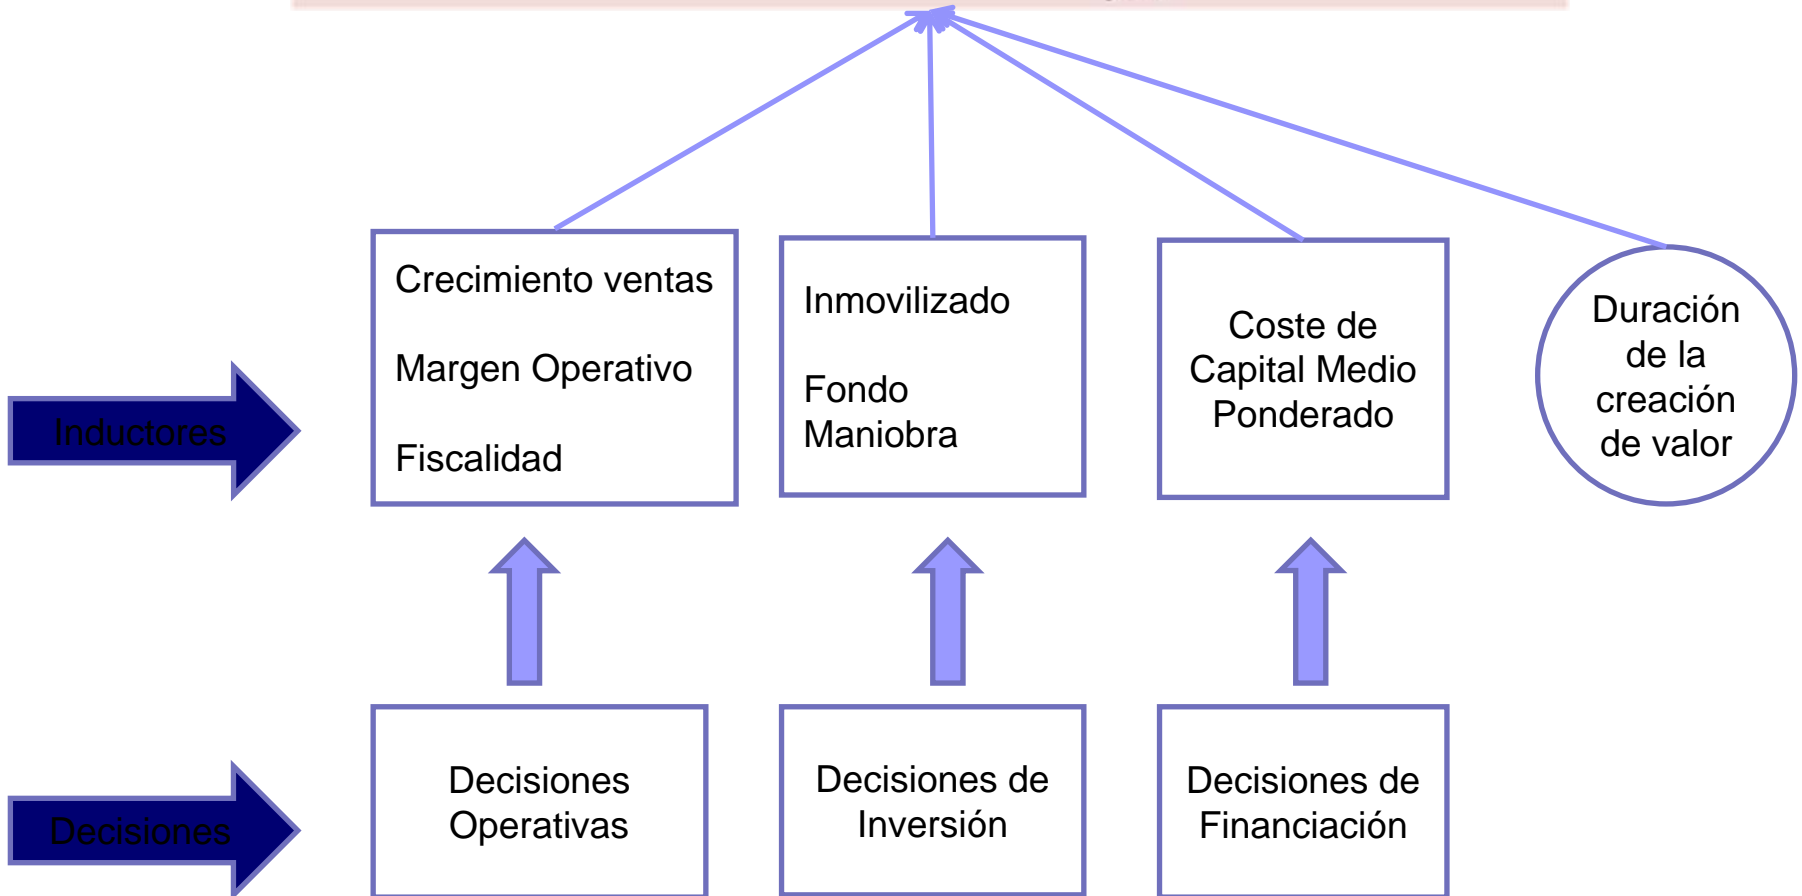 Crecimiento ventas
Margen Operativo
Fiscalidad
Inmovilizado
Fondo
Maniobra
Coste de
Capital Medio
Ponderado
Duración
de la
creación
de valor
Inductores
Decisiones
Operativas
Decisiones de
Inversión
Decisiones de
Financiación
Decisiones